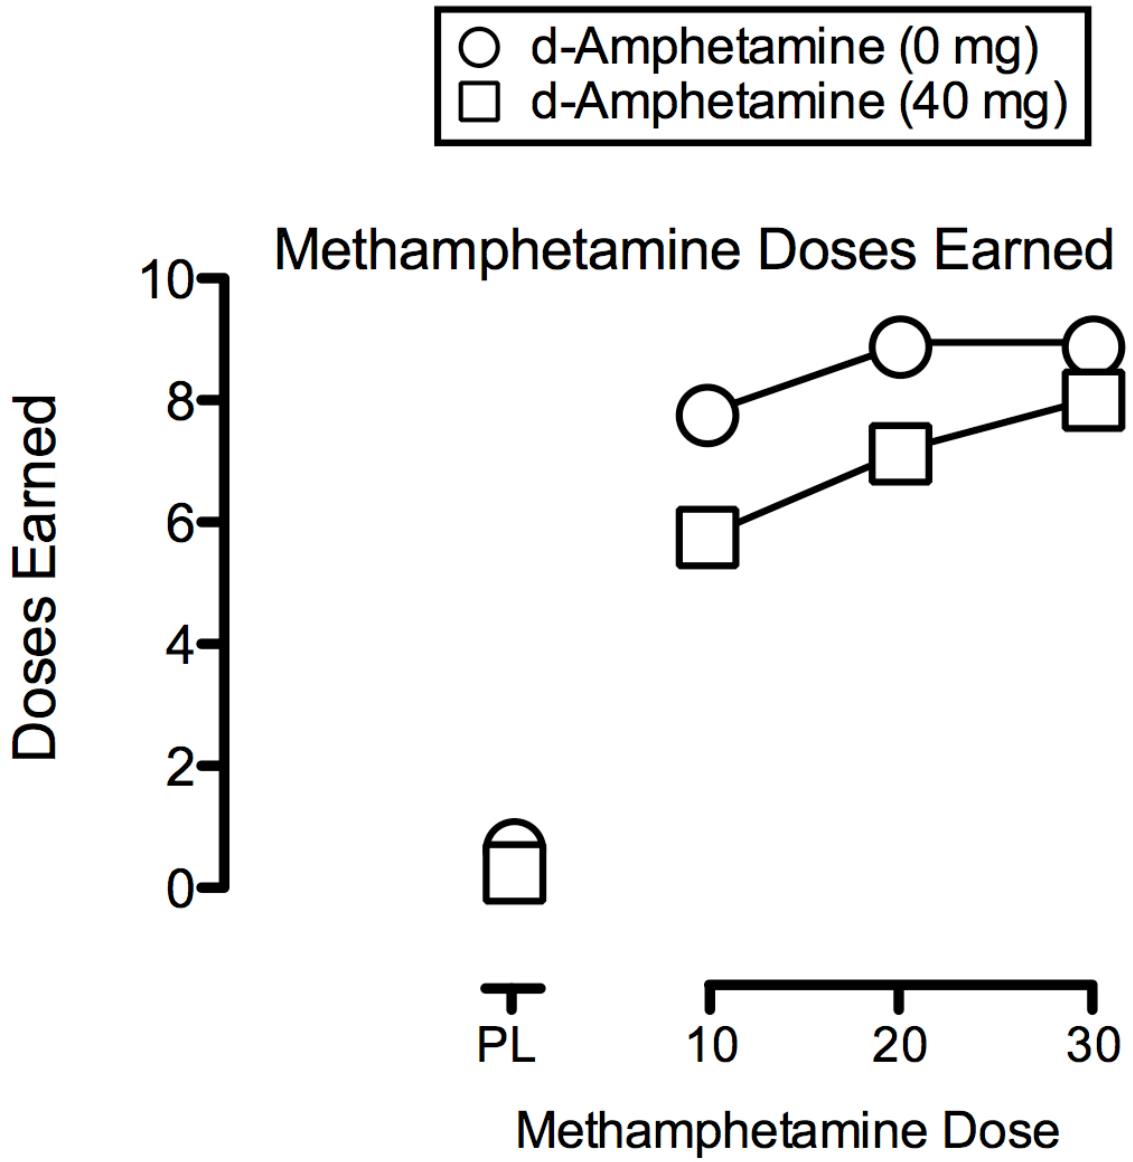 d-Amphetamine (0 mg)
d-Amphetamine (40 mg)
Methamphetamine Doses Earned
Doses Earned
10
8
6
4
2
0
PL 10 20 30
Methamphetamine Dose